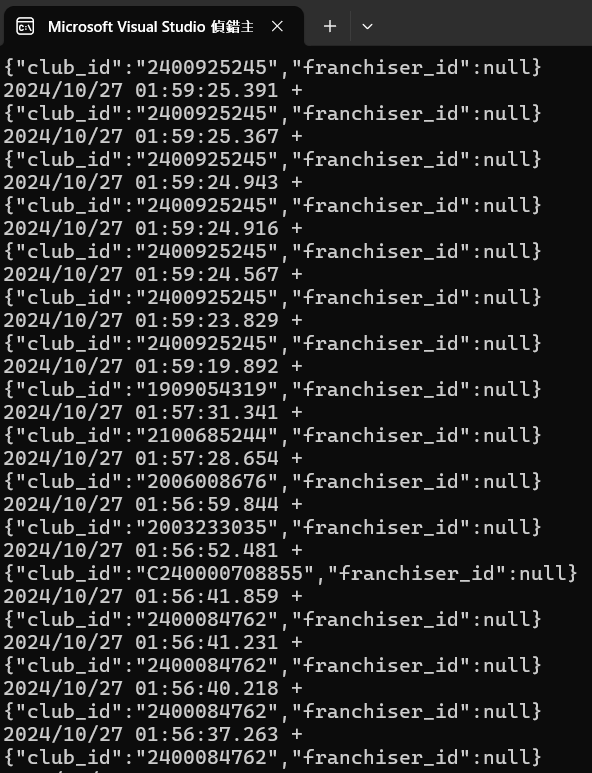 Microsoft Visual Studio 偵錯主
{"club_id":"2400925245","franchiser_id":null}
2024/10/27 01:59:25.391 +
{"club_id":"2400925245","franchiser_id":null}
2024/10/27 01:59:25.367 +
{"club_id":"2400925245","franchiser_id":null}
2024/10/27 01:59:24.943 +
{"club_id":"2400925245","franchiser_id":null}
2024/10/27 01:59:24.916 +
{"club_id":"2400925245","franchiser_id":null}
2024/10/27 01:59:24.567 +
{"club_id":"2400925245","franchiser_id":null}
2024/10/27 01:59:23.829 +
{"club_id":"2400925245","franchiser_id":null}
2024/10/27 01:59:19.892 +
{"club_id":"1909054319","franchiser_id":null}
2024/10/27 01:57:31.341 +
{"club_id":"2100685244","franchiser_id":null}
2024/10/27 01:57:28.654 +
{"club_id":"2006008676","franchiser_id":null}
2024/10/27 01:56:59.844 +
{"club_id":"2003233035","franchiser_id":null}
2024/10/27 01:56:52.481 +
{"club_id":"C240000708855","franchiser_id":null}
2024/10/27 01:56:41.859 +
{"club_id":"2400084762","franchiser_id":null}
2024/10/27 01:56:41.231 +
{"club_id":"2400084762","franchiser_id":null}
2024/10/27 01:56:40.218 +
{"club_id":"2400084762","franchiser_id":null}
2024/10/27 01:56:37.263 +
{"club_id":"2400084762","franchiser_id":null}